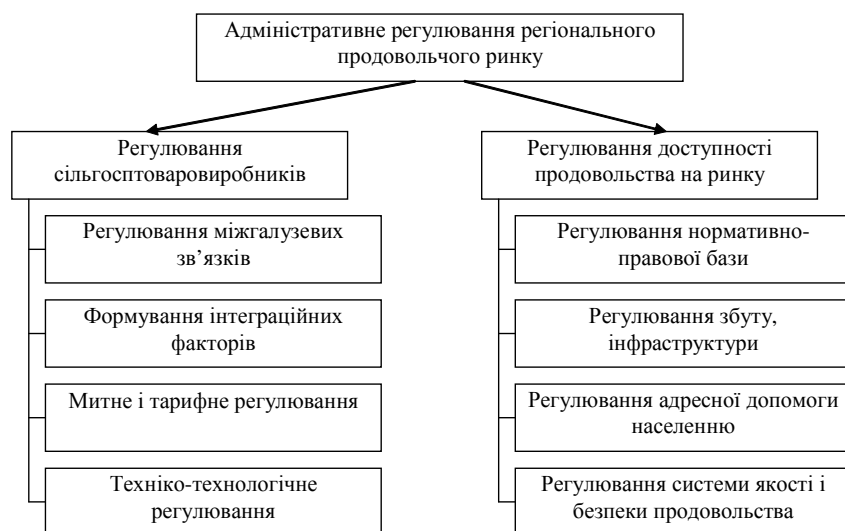 Адміністративне регулювання регіонального
продовольчого ринку
Регулювання
сільгосптоваровиробників
Регулювання міжгалузевих
зв’язків
Формування інтеграційних
факторів
Митне і тарифне регулювання
Техніко-технологічне
регулювання
Регулювання доступності
продовольства на ринку
Регулювання нормативно-
правової бази
Регулювання збуту,
інфраструктури
Регулювання адресної допомоги
населенню
Регулювання системи якості і
безпеки продовольства